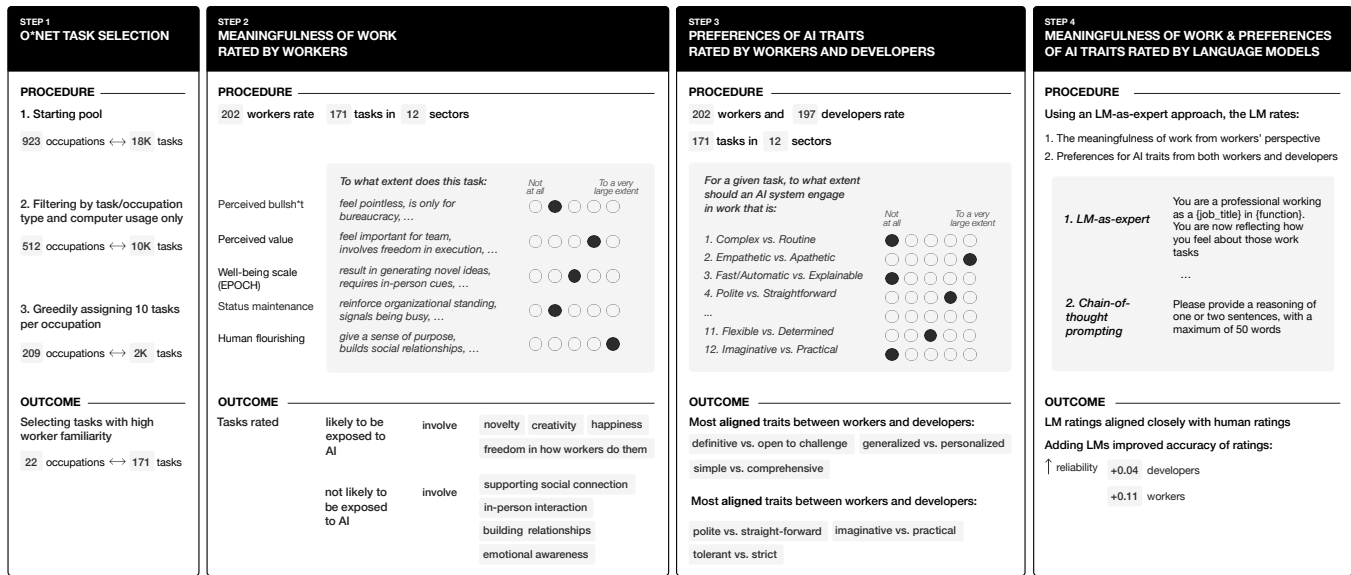 STEP 1
O*NET TASK SELECTION
PROCEDURE
1. Starting pool
923 occupations ↔ 18K tasks
2. Filtering by task/occupation
type and computer usage only
512 occupations ↔ 10K tasks
3. Greedily assigning 10 tasks
per occupation
209 occupations ↔ 2K tasks
OUTCOME
Selecting tasks with high
worker familiarity
22 occupations ↔ 171 tasks
STEP 2
MEANINGFULNESS OF WORK
RATED BY WORKERS
PROCEDURE
202 workers rate 171 tasks in 12 sectors
To what extent does this task:
Not
at all
To a very
large extent
Perceived bullsh*t
feel pointless, is only for
bureaucracy, …
Perceived value
feel important for team,
involves freedom in execution, …
Well-being scale
(EPOCH)
result in generating novel ideas,
requires in-person cues, …
Status maintenance
reinforce organizational standing,
signals being busy, …
Human flourishing
give a sense of purpose,
builds social relationships, …
OUTCOME
Tasks rated
likely to be
exposed to
AI
involve
novelty creativity happiness
freedom in how workers do them
not likely to
be exposed
to AI
involve
supporting social connection
in-person interaction
building relationships
emotional awareness
STEP 3
PREFERENCES OF AI TRAITS
RATED BY WORKERS AND DEVELOPERS
PROCEDURE
202 workers and 197 developers rate
171 tasks in 12 sectors
For a given task, to what extent
should an AI system engage
in work that is:
Not
at all
To a very
large extent
1. Complex vs. Routine
2. Empathetic vs. Apathetic
3. Fast/Automatic vs. Explainable
4. Polite vs. Straightforward
...
11. Flexible vs. Determined
12. Imaginative vs. Practical
OUTCOME
Most aligned traits between workers and developers:
definitive vs. open to challenge generalized vs. personalized
simple vs. comprehensive
Most aligned traits between workers and developers:
polite vs. straight-forward imaginative vs. practical
tolerant vs. strict
STEP 4
MEANINGFULNESS OF WORK & PREFERENCES
OF AI TRAITS RATED BY LANGUAGE MODELS
PROCEDURE
Using an LM-as-expert approach, the LM rates:
1. The meaningfulness of work from workers' perspective
2. Preferences for AI traits from both workers and developers
1. LM-as-expert
You are a professional working
as a {job_title} in {function}.
You are now reflecting how
you feel about those work
tasks
…
2. Chain-of-
thought
prompting
Please provide a reasoning of
one or two sentences, with a
maximum of 50 words
OUTCOME
LM ratings aligned closely with human ratings
Adding LMs improved accuracy of ratings:
↑ reliability +0.04 developers
+0.11 workers